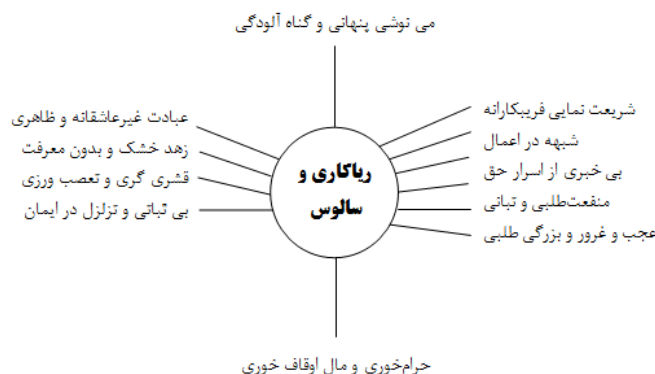 می نوشی پنهانی و گناه آلودگی
شریعت نمایی فریبکارانه
شبهه در اعمال
بی خبری از اسرار حق
منفعت‌طلبی و تبانی
عجب و غرور و بزرگی طلبی
ریاکاری و
سالوس
عبادت غیرعاشقانه و ظاهری
زهد خشک و بدون معرفت
قشری گری و تعصب ورزی
بی ثباتی و تزلزل در ایمان
حرام‌خوری و مال اوقاف خوری